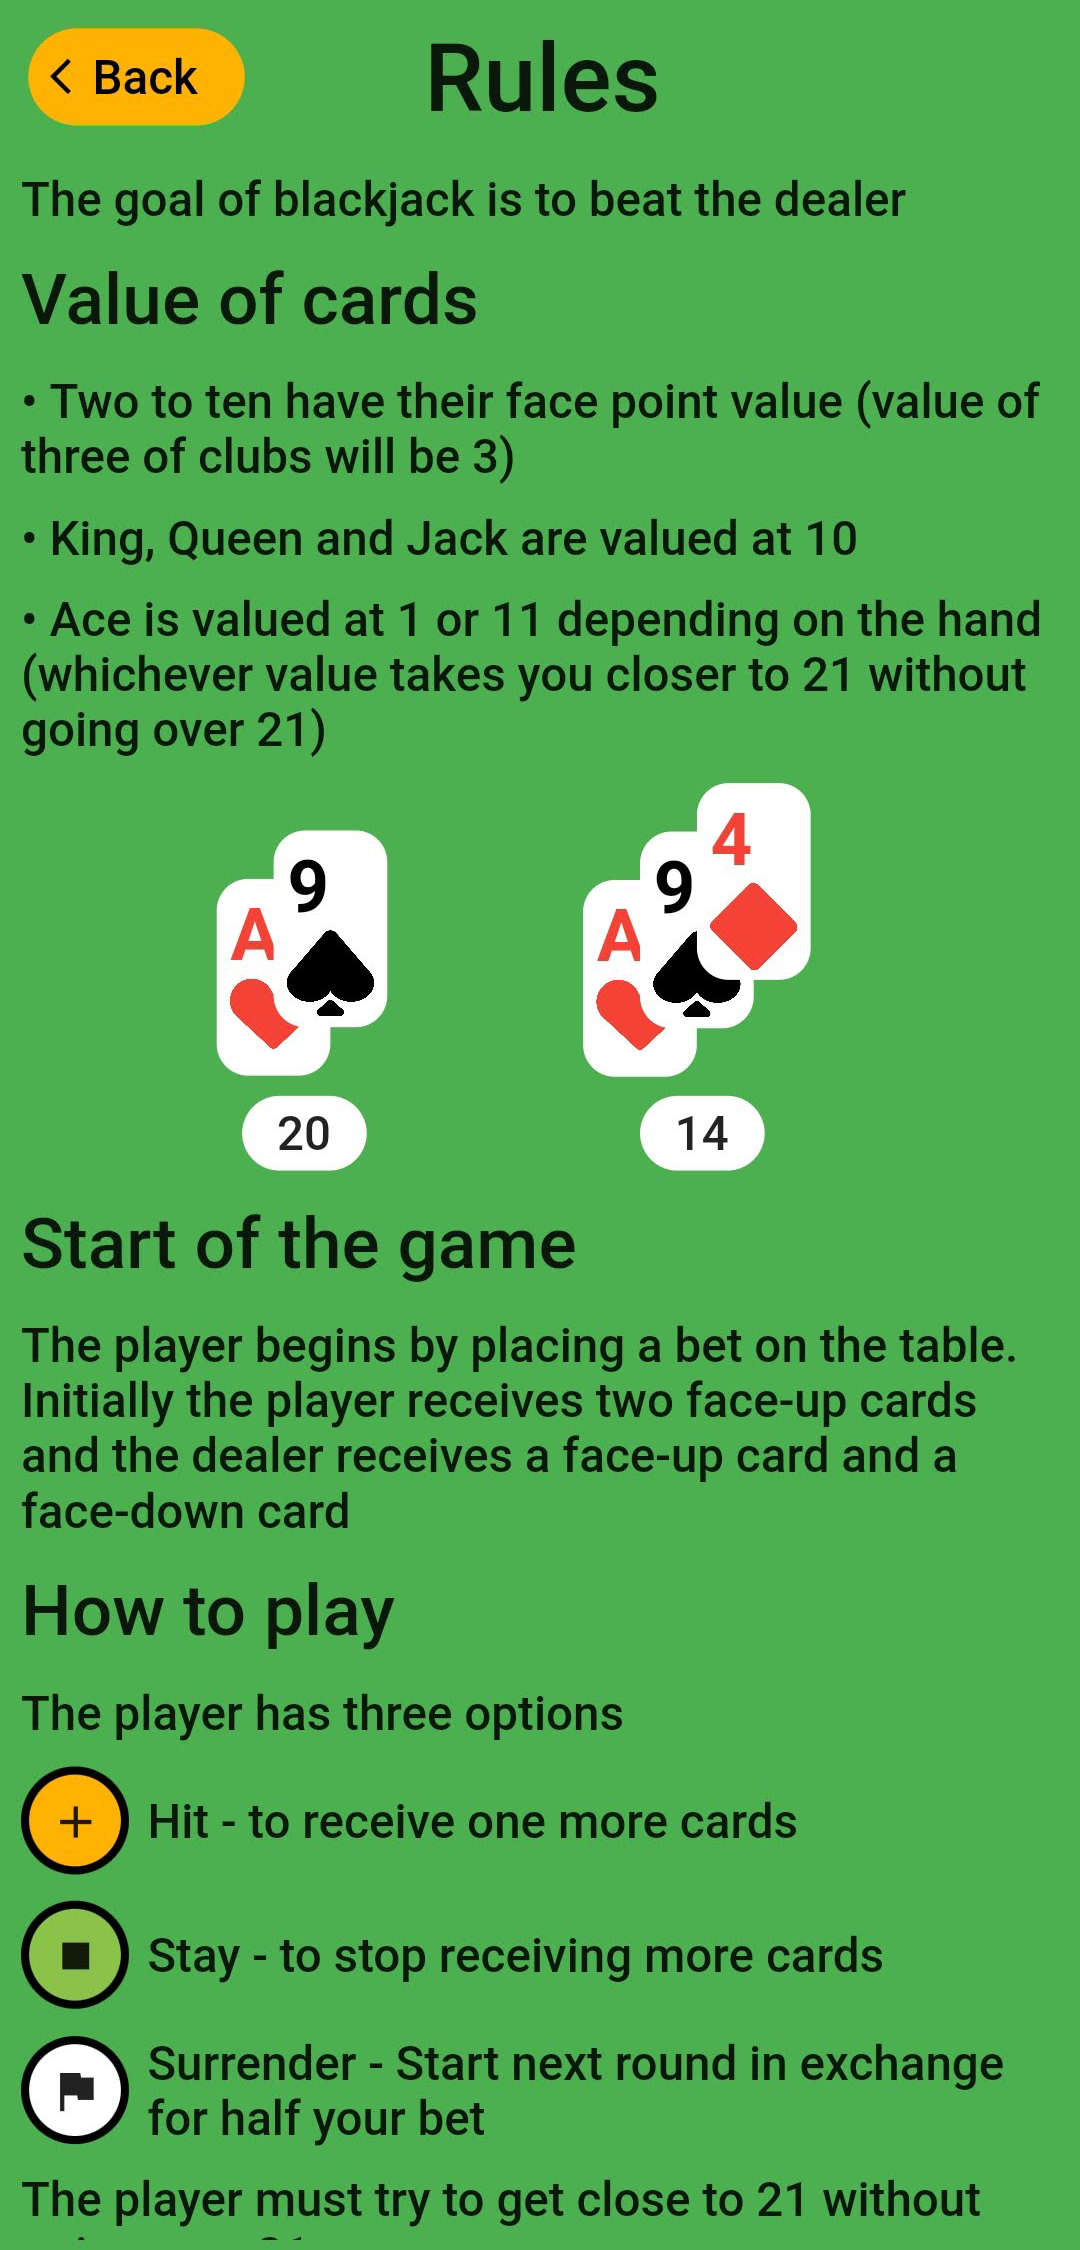 Back
Rules
The goal of blackjack is to beat the dealer
Value of cards
• Two to ten have their face point value (value of
three of clubs will be 3)
• King, Queen and Jack are valued at 10
• Ace is valued at 1 or 11 depending on the hand
(whichever value takes you closer to 21 without
going over 21)
A
9
A
9
4
20
14
Start of the game
The player begins by placing a bet on the table.
Initially the player receives two face-up cards
and the dealer receives a face-up card and a
face-down card
How to play
The player has three options
Hit - to receive one more cards
Stay - to stop receiving more cards
Surrender - Start next round in exchange
for half your bet
The player must try to get close to 21 without